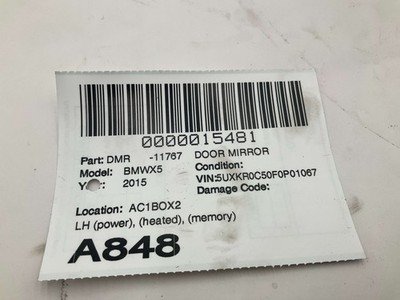 0000015481
Part: DMR -11767 DOOR MIRROR
Model: BMWX5 Condition:
2015 VIN:5UXKR0C50F0P01067
Damage Code:
Location: AC1BOX2
LH (power), (heated), (memory)
A848